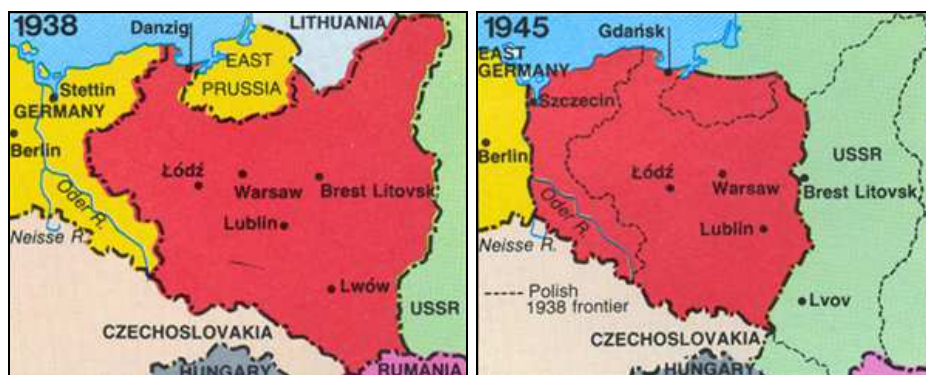 1938
Danzig
LITHUANIA
EAST
PRUSSIA
Stettin
GERMANY
Berlin
Łódź
Warsaw
Brest Litovsk
Oder R.
Lublin
Neisse R.
Lwów
USSR
CZECHOSLOVAKIA
HUNGARY
RUMANIA
1945
Gdańsk
EAST
GERMANY
Szczecin
Berlin
Łódź
Warsaw
USSR
Brest Litovsk
Oder R.
Lublin
Neisse R.
Polish
1938 frontier
Lvov
CZECHOSLOVAKIA
HUNGARY